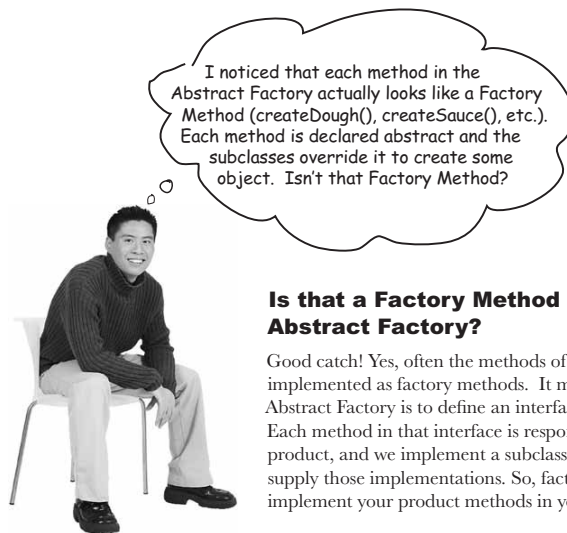 I noticed that each method in the
Abstract Factory actually looks like a Factory
Method (createDough(), createSauce(), etc.).
Each method is declared abstract and the
subclasses override it to create some
object. Isn't that Factory Method?
Is that a Factory Method
Abstract Factory?
Good catch! Yes, often the methods of
implemented as factory methods. It m
Abstract Factory is to define an interfa
Each method in that interface is respon
product, and we implement a subclass
supply those implementations. So, fact
implement your product methods in yo